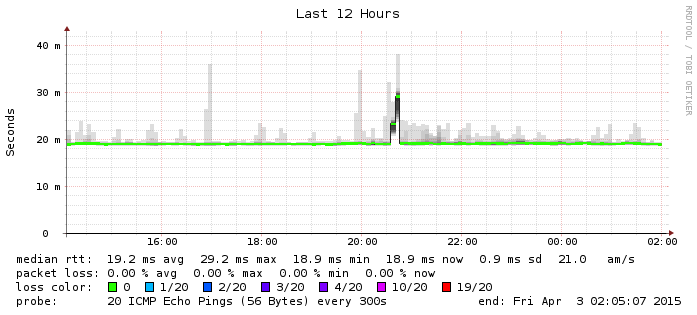 Last 12 Hours
RRDTOOL / TOBI OETIKER
Seconds
40 m
30 m
20 m
10 m
0
16:00 18:00 20:00 22:00 00:00 02:00
median rtt: 19.2 ms avg 29.2 ms max 18.9 ms min 18.9 ms now 0.9 ms sd 21.0 am/s
packet loss: 0.00 % avg 0.00 % max 0.00 % min 0.00 % now
loss color: 0 1/20 2/20 3/20 4/20 10/20 19/20
probe: 20 ICMP Echo Pings (56 Bytes) every 300s end: Fri Apr 3 02:05:07 2015